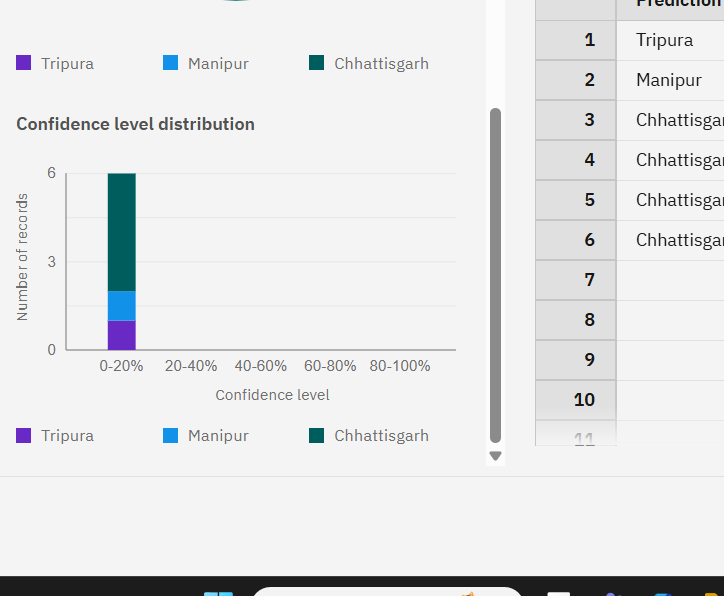 Tripura Manipur Chhattisgarh
Confidence level distribution
6
3
0
Number of records
0-20% 20-40% 40-60% 60-80% 80-100%
Confidence level
Tripura Manipur Chhattisgarh
Prediction
1 Tripura
2 Manipur
3 Chhattisgar
4 Chhattisgar
5 Chhattisgar
6 Chhattisgar
7
8
9
10
11